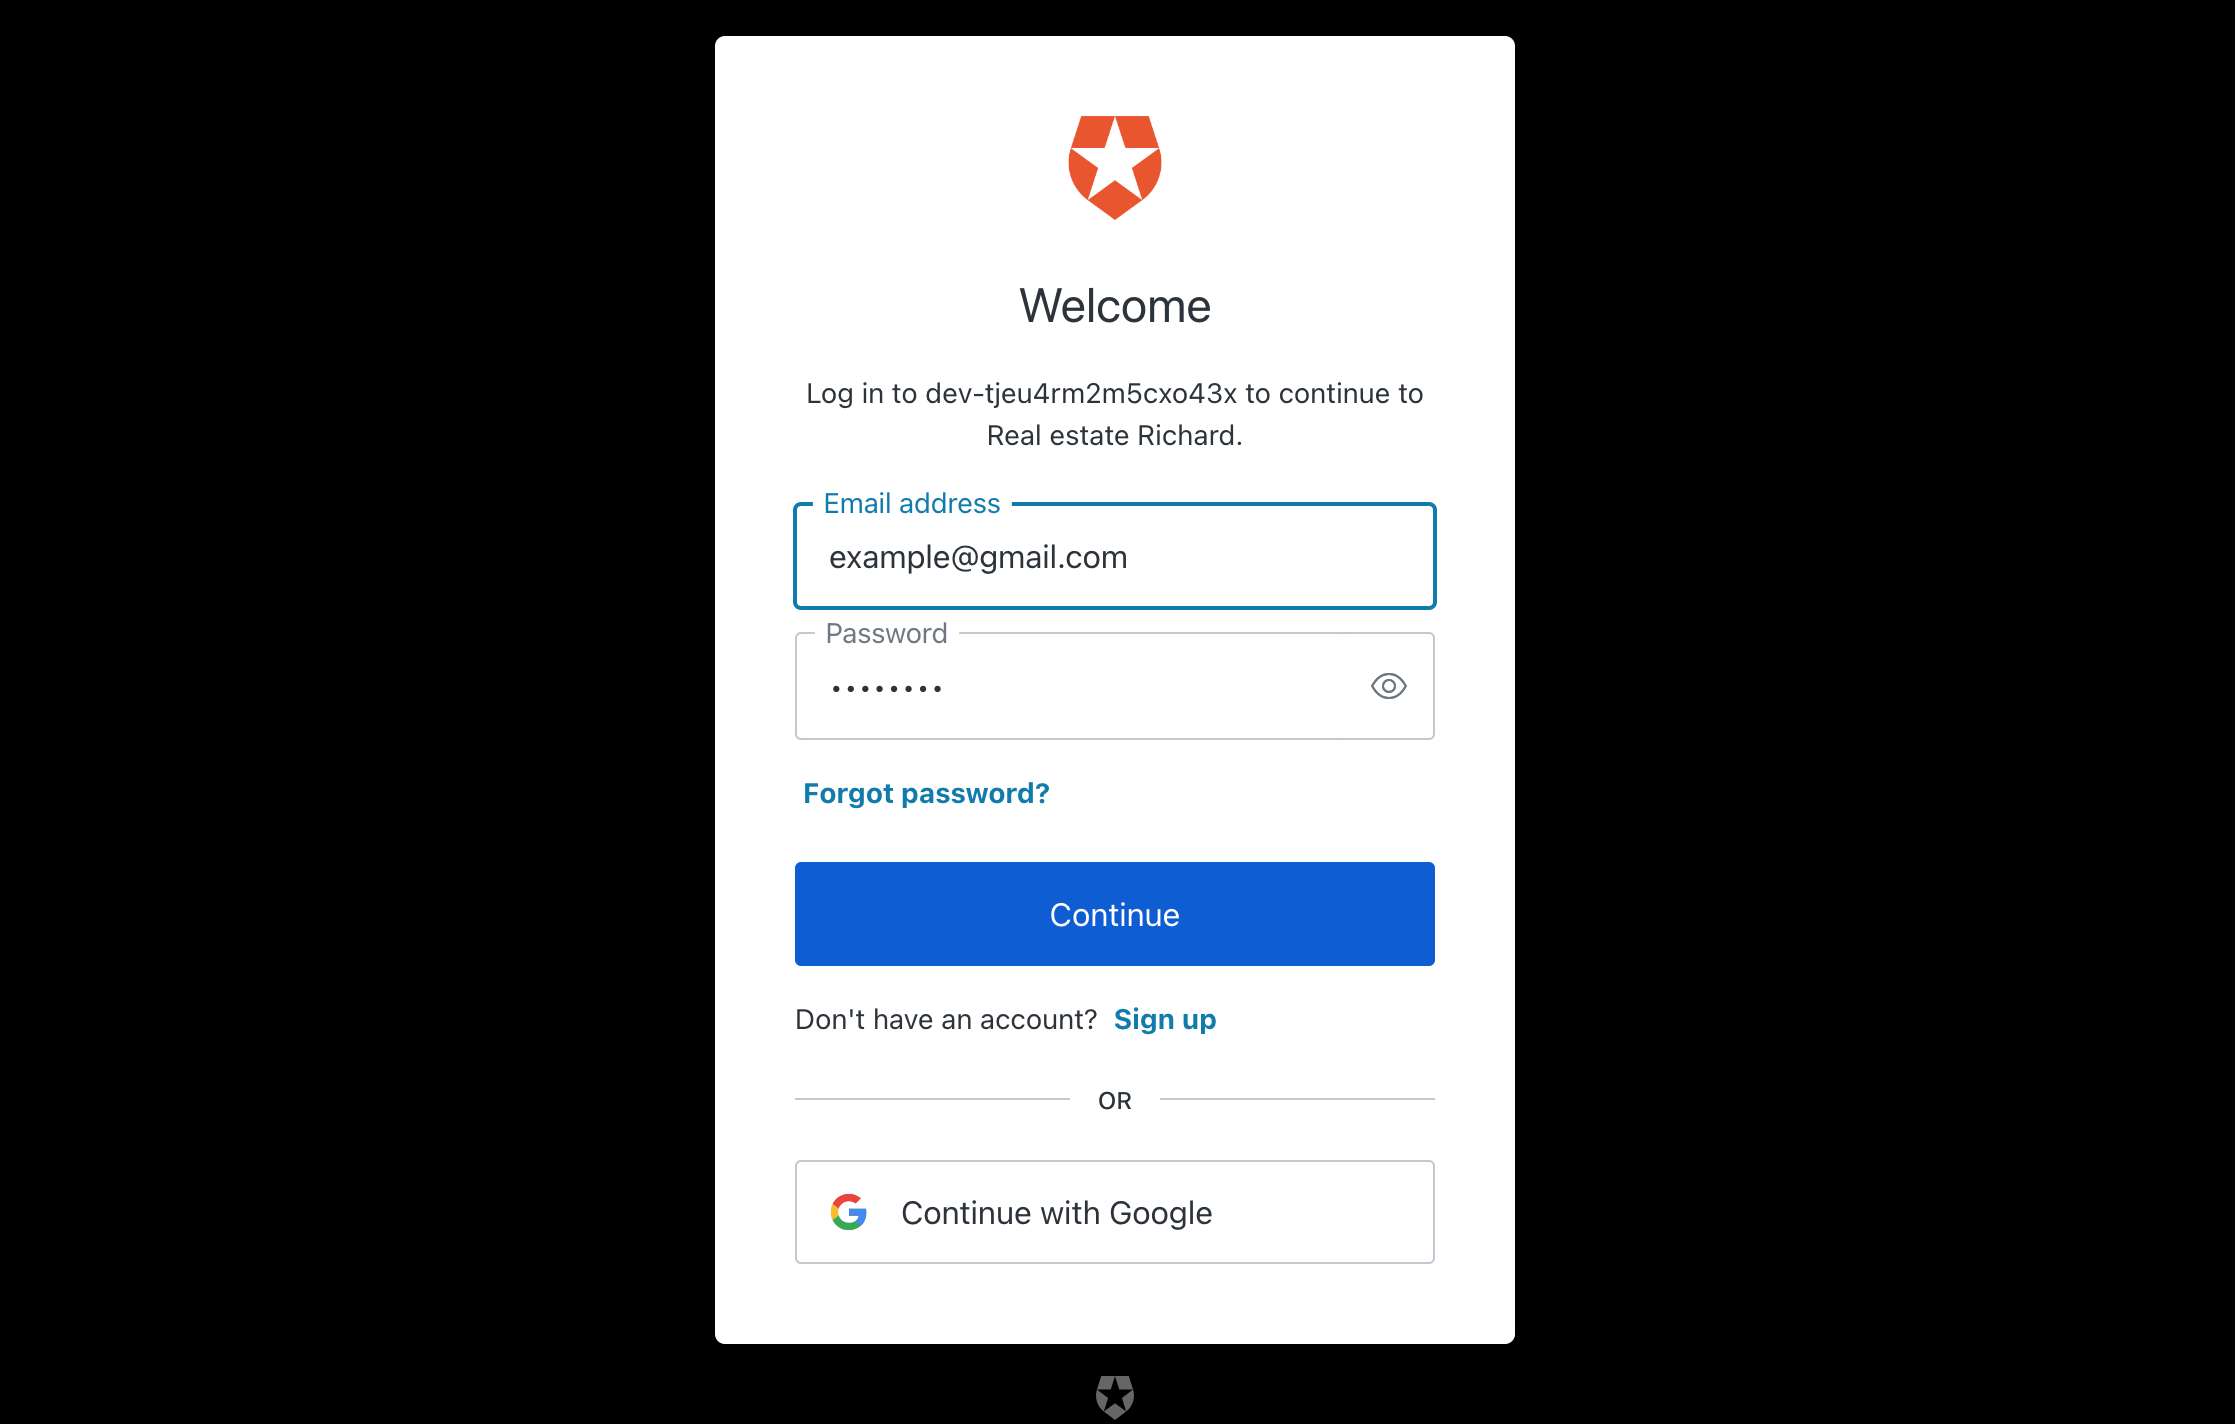 Welcome
Log in to dev-tjeu4rm2m5cxo43x to continue to
Real estate Richard.
Email address
example@gmail.com
Password
••••••••
Forgot password?
Continue
Don't have an account? Sign up
OR
Continue with Google